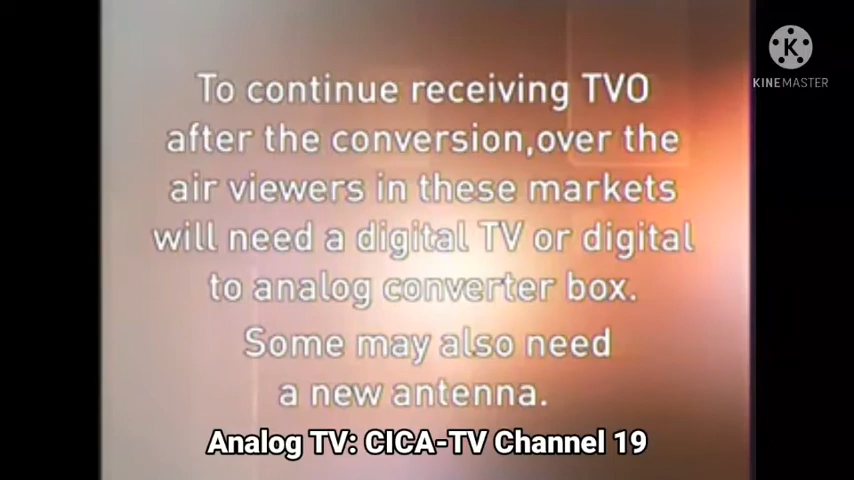 To continue receiving TVO
after the conversion,over the
air viewers in these markets
will need a digital TV or digital
to analog converter box.
Some may also need
a new antenna.
Analog TV: CICA-TV Channel 19
K
KINEMASTER